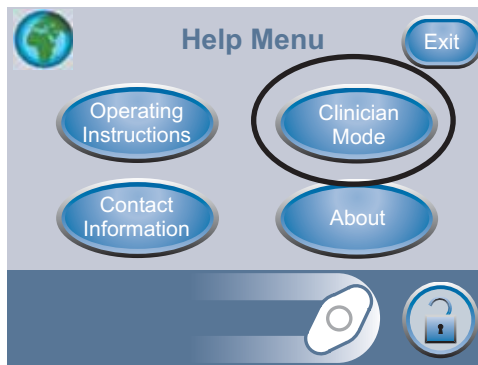 Help Menu
Exit
Operating
Instructions
Clinician
Mode
Contact
Information
About